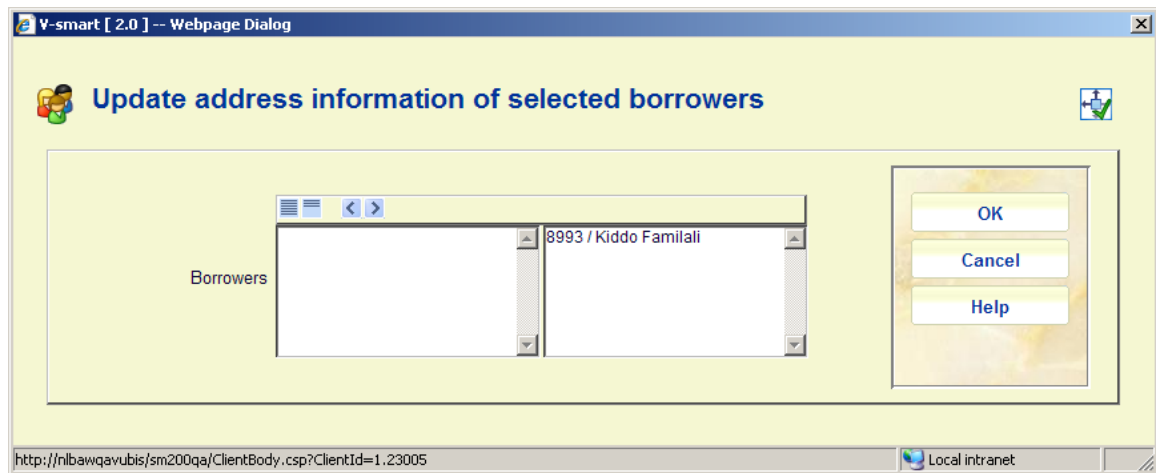 V-smart [ 2.0 ] -- Webpage Dialog
Update address information of selected borrowers
Borrowers
8993 / Kiddo Familali
OK
Cancel
Help
http://nlbawqavubis/sm200qa/ClientBody.csp?ClientId=1.23005
Local intranet